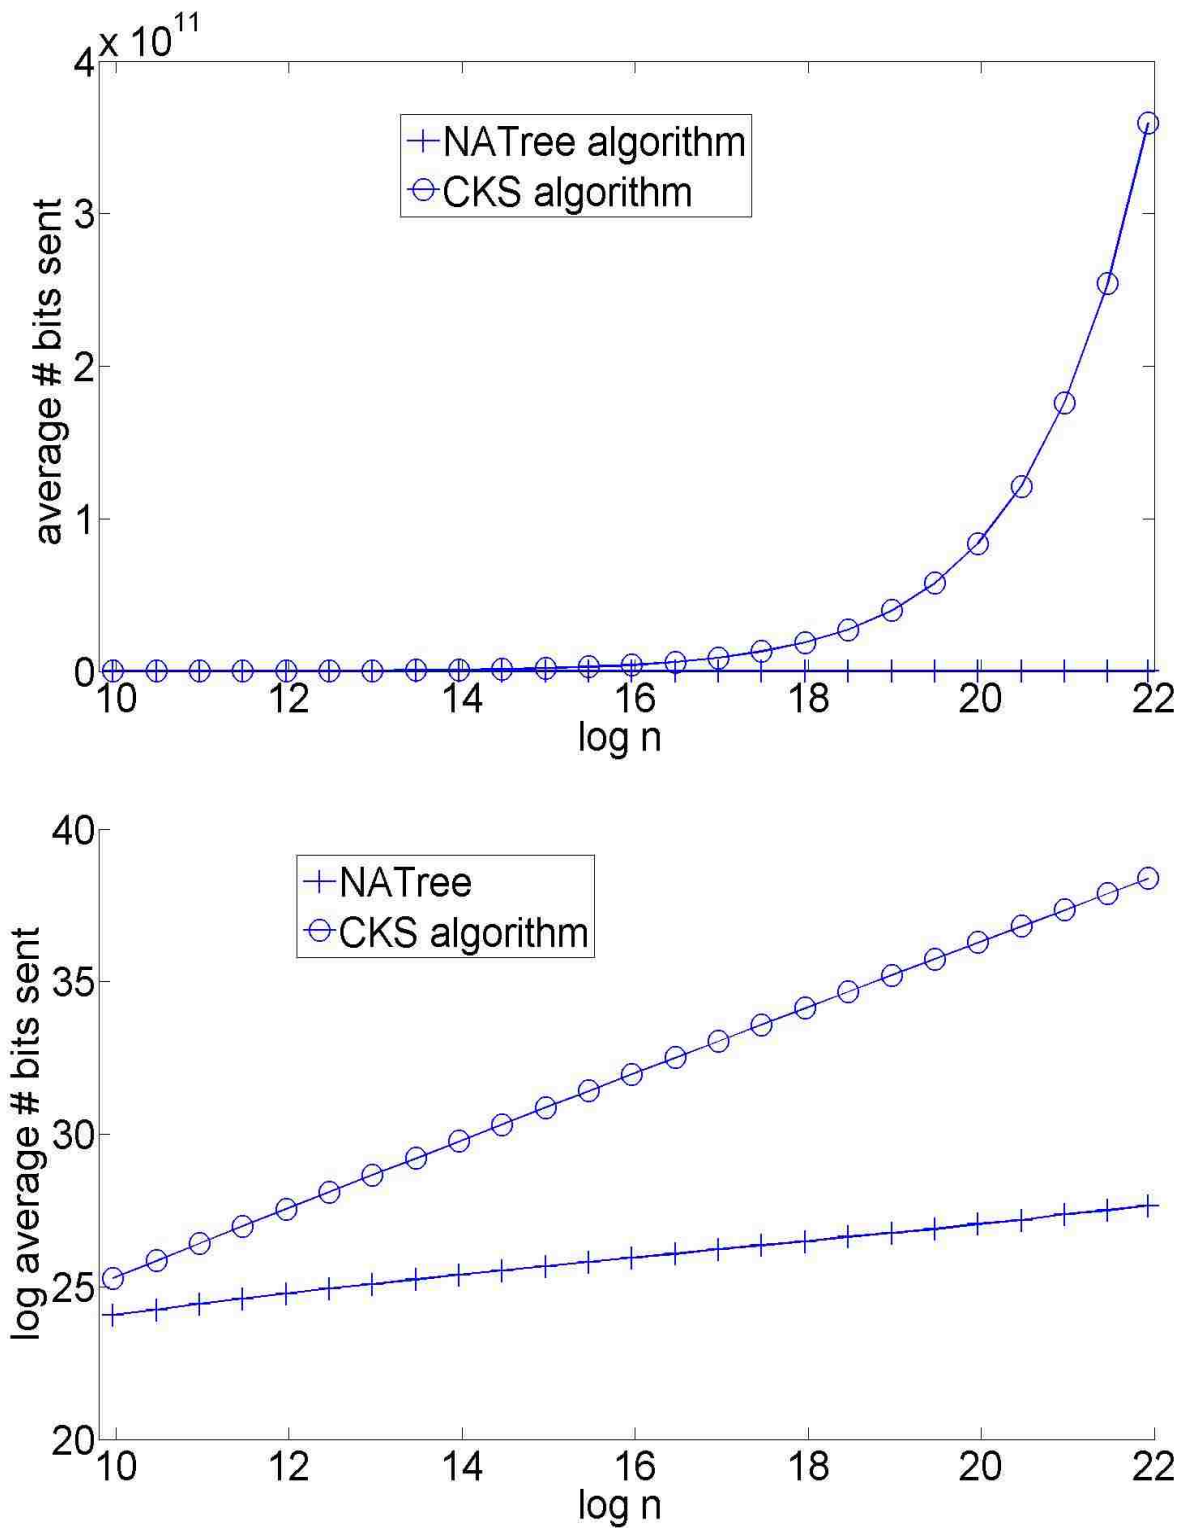 x 10^11
4
3
2
1
0
average # bits sent
NATree algorithm
CKS algorithm
10 12 14 16 18 20 22
log n
40
35
30
25
20
log average # bits sent
NATree
CKS algorithm
10 12 14 16 18 20 22
log n